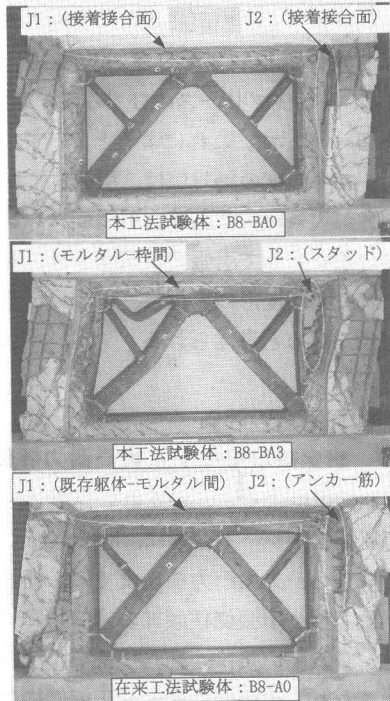 J1：(接着接合面) J2：(接着接合面)
本工法試験体：B8-BA0
J1：(モルタル-枠間) J2：(スタッド)
本工法試験体：B8-BA3
J1：(既存躯体-モルタル間) J2：(アンカー筋)
在来工法試験体：B8-A0